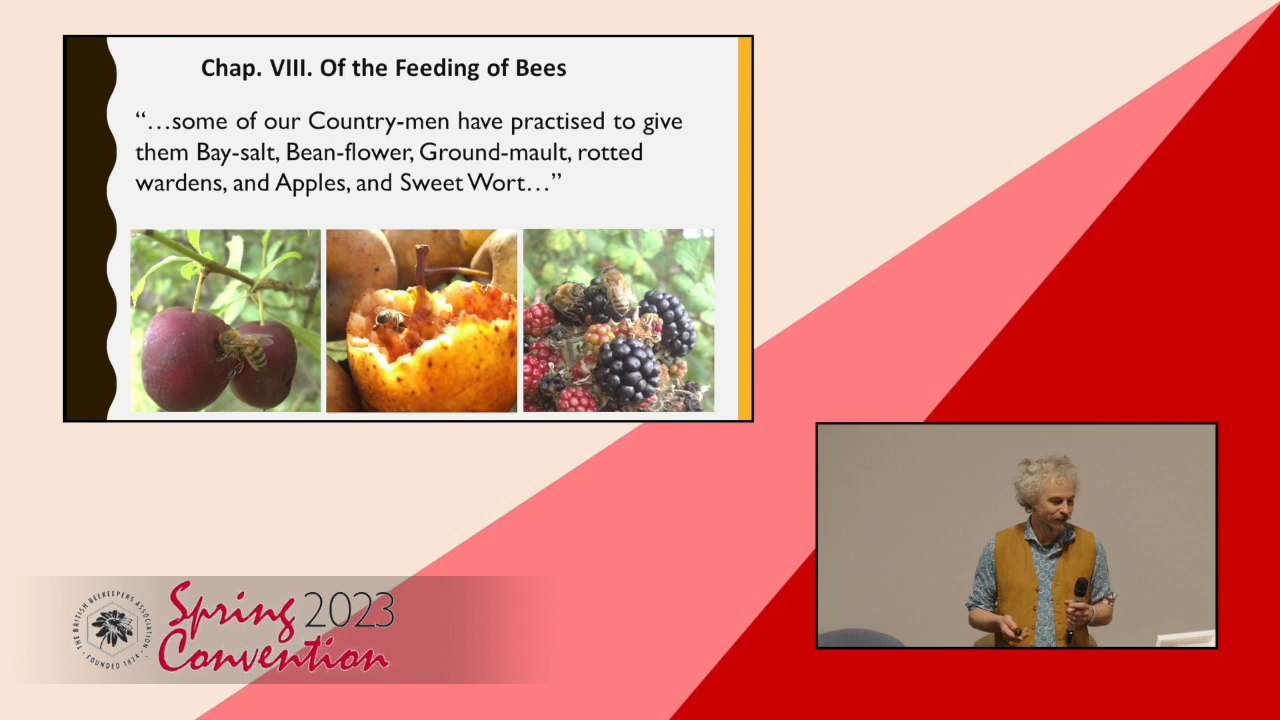 Chap. VIII. Of the Feeding of Bees
“…some of our Country-men have practised to give
them Bay-salt, Bean-flower, Ground-mault, rotted
wardens, and Apples, and Sweet Wort…”
THE BRITISH BEEKEEPERS ASSOCIATION
FOUNDED 1874
Spring 2023
Convention